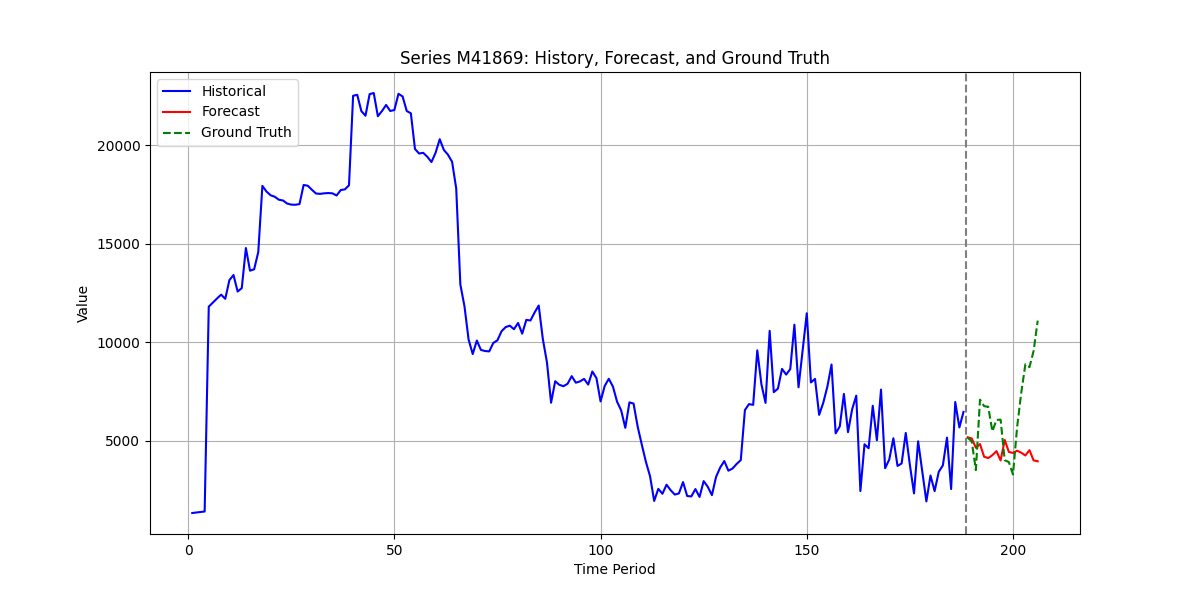 Series M41869: History, Forecast, and Ground Truth
Historical
Forecast
Ground Truth
20000
15000
10000
5000
Value
0
50
100
150
200
Time Period